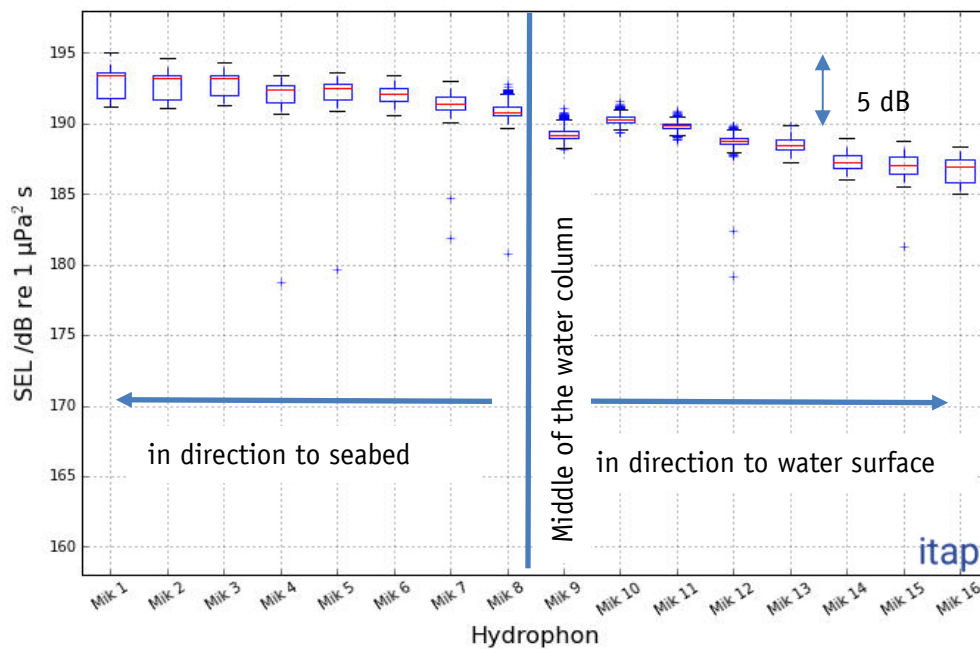 195
190
185
180
175
170
165
160
SEL /dB re 1 µPa² s
5 dB
Middle of the water column
in direction to seabed
in direction to water surface
itap
Mik 1
Mik 2
Mik 3
Mik 4
Mik 5
Mik 6
Mik 7
Mik 8
Mik 9
Mik 10
Mik 11
Mik 12
Mik 13
Mik 14
Mik 15
Mik 16
Hydrophon